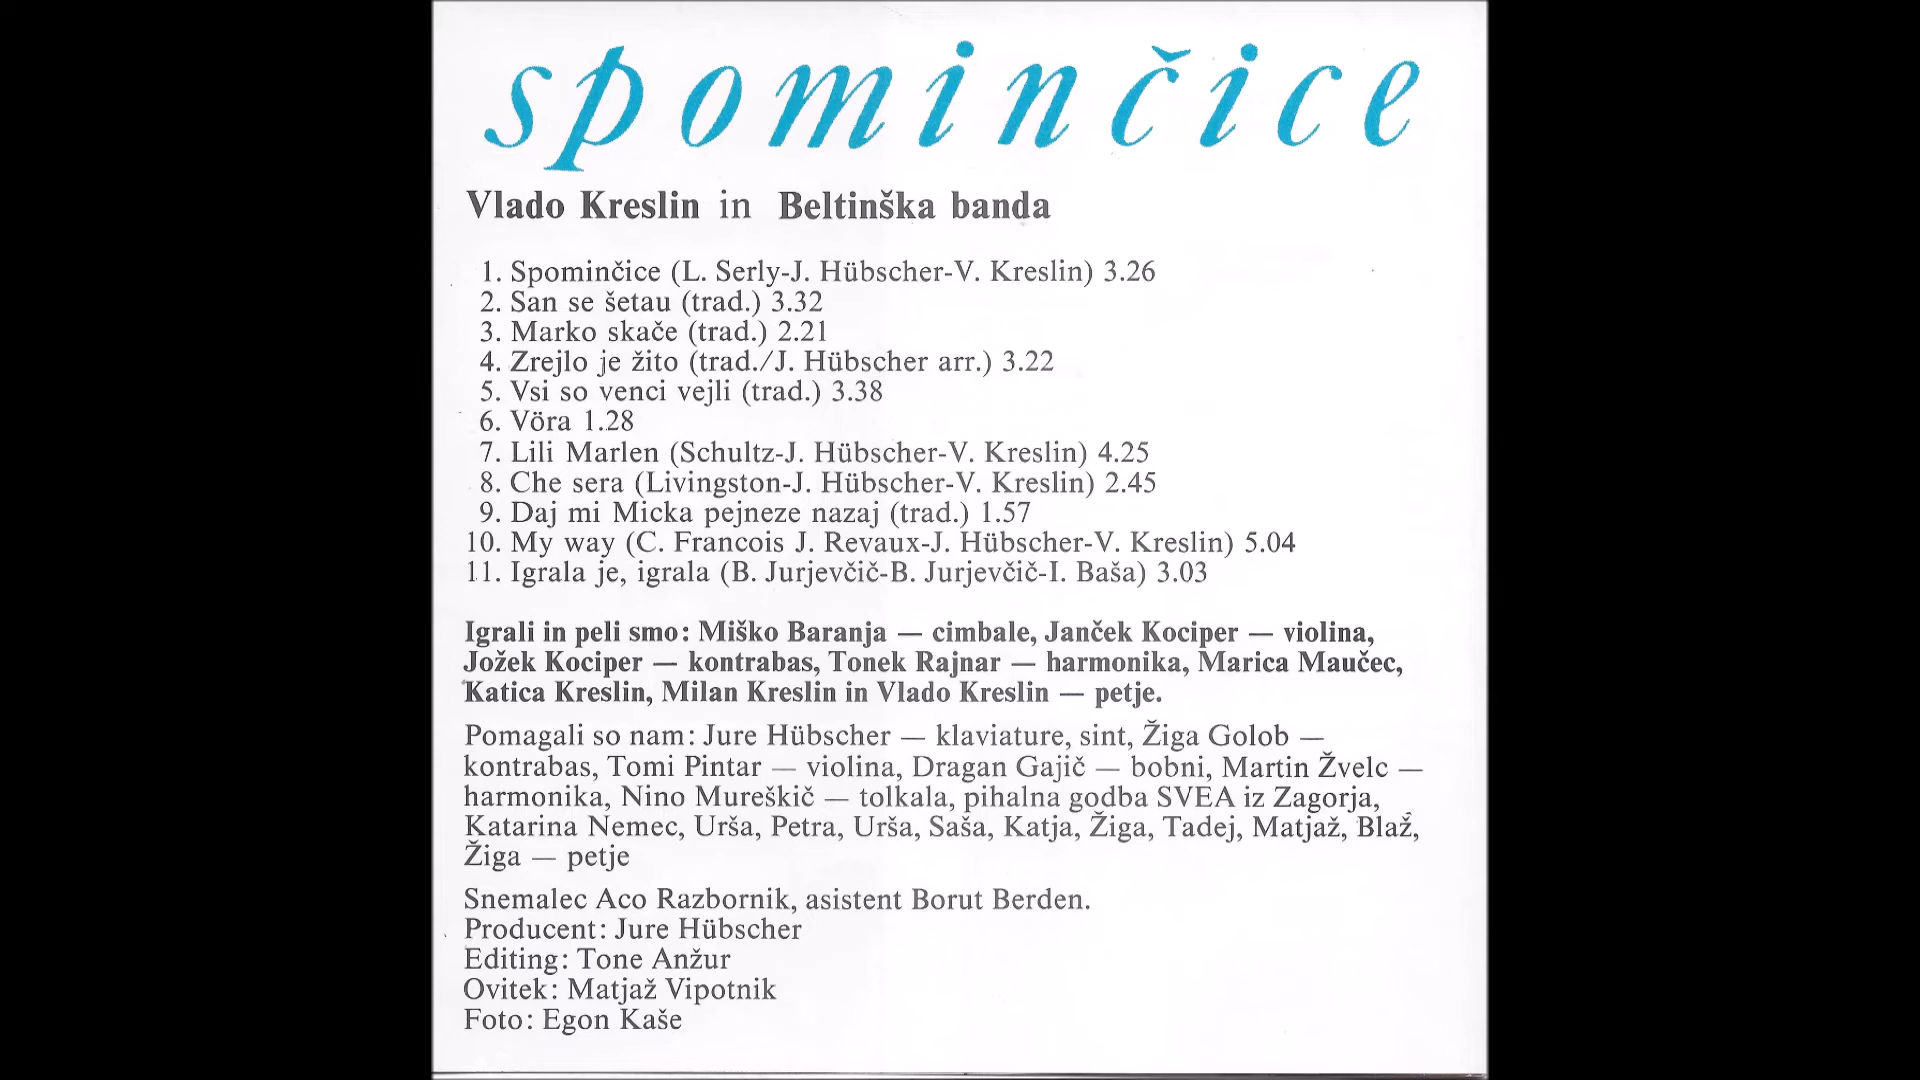 spominčice
Vlado Kreslin in Beltinška banda
1. Spominčice (L. Serly-J. Hübscher-V. Kreslin) 3.26
2. San se šetau (trad.) 3.32
3. Marko skače (trad.) 2.21
4. Zrejlo je žito (trad./J. Hübscher arr.) 3.22
5. Vsi so venci vejli (trad.) 3.38
6. Vöra 1.28
7. Lili Marlen (Schultz-J. Hübscher-V. Kreslin) 4.25
8. Che sera (Livingston-J. Hübscher-V. Kreslin) 2.45
9. Daj mi Micka pejneze nazaj (trad.) 1.57
10. My way (C. Francois J. Revaux-J. Hübscher-V. Kreslin) 5.04
11. Igrala je, igrala (B. Jurjevčič-B. Jurjevčič-I. Baša) 3.03
Igrali in peli smo: Miško Baranja — cimbale, Janček Kociper — violina,
Jožek Kociper — kontrabas, Tonek Rajnar — harmonika, Marica Maučec,
Katica Kreslin, Milan Kreslin in Vlado Kreslin — petje.
Pomagali so nam: Jure Hübscher — klaviature, sint, Žiga Golob —
kontrabas, Tomi Pintar — violina, Dragan Gajič — bobni, Martin Žvelc —
harmonika, Nino Mureškič — tolkala, pihalna godba SVEA iz Zagorja,
Katarina Nemec, Urša, Petra, Urša, Saša, Katja, Žiga, Tadej, Matjaž, Blaž,
Žiga — petje
Snemalec Aco Razbornik, asistent Borut Berden.
Producent: Jure Hübscher
Editing: Tone Anžur
Ovitek: Matjaž Vipotnik
Foto: Egon Kaše